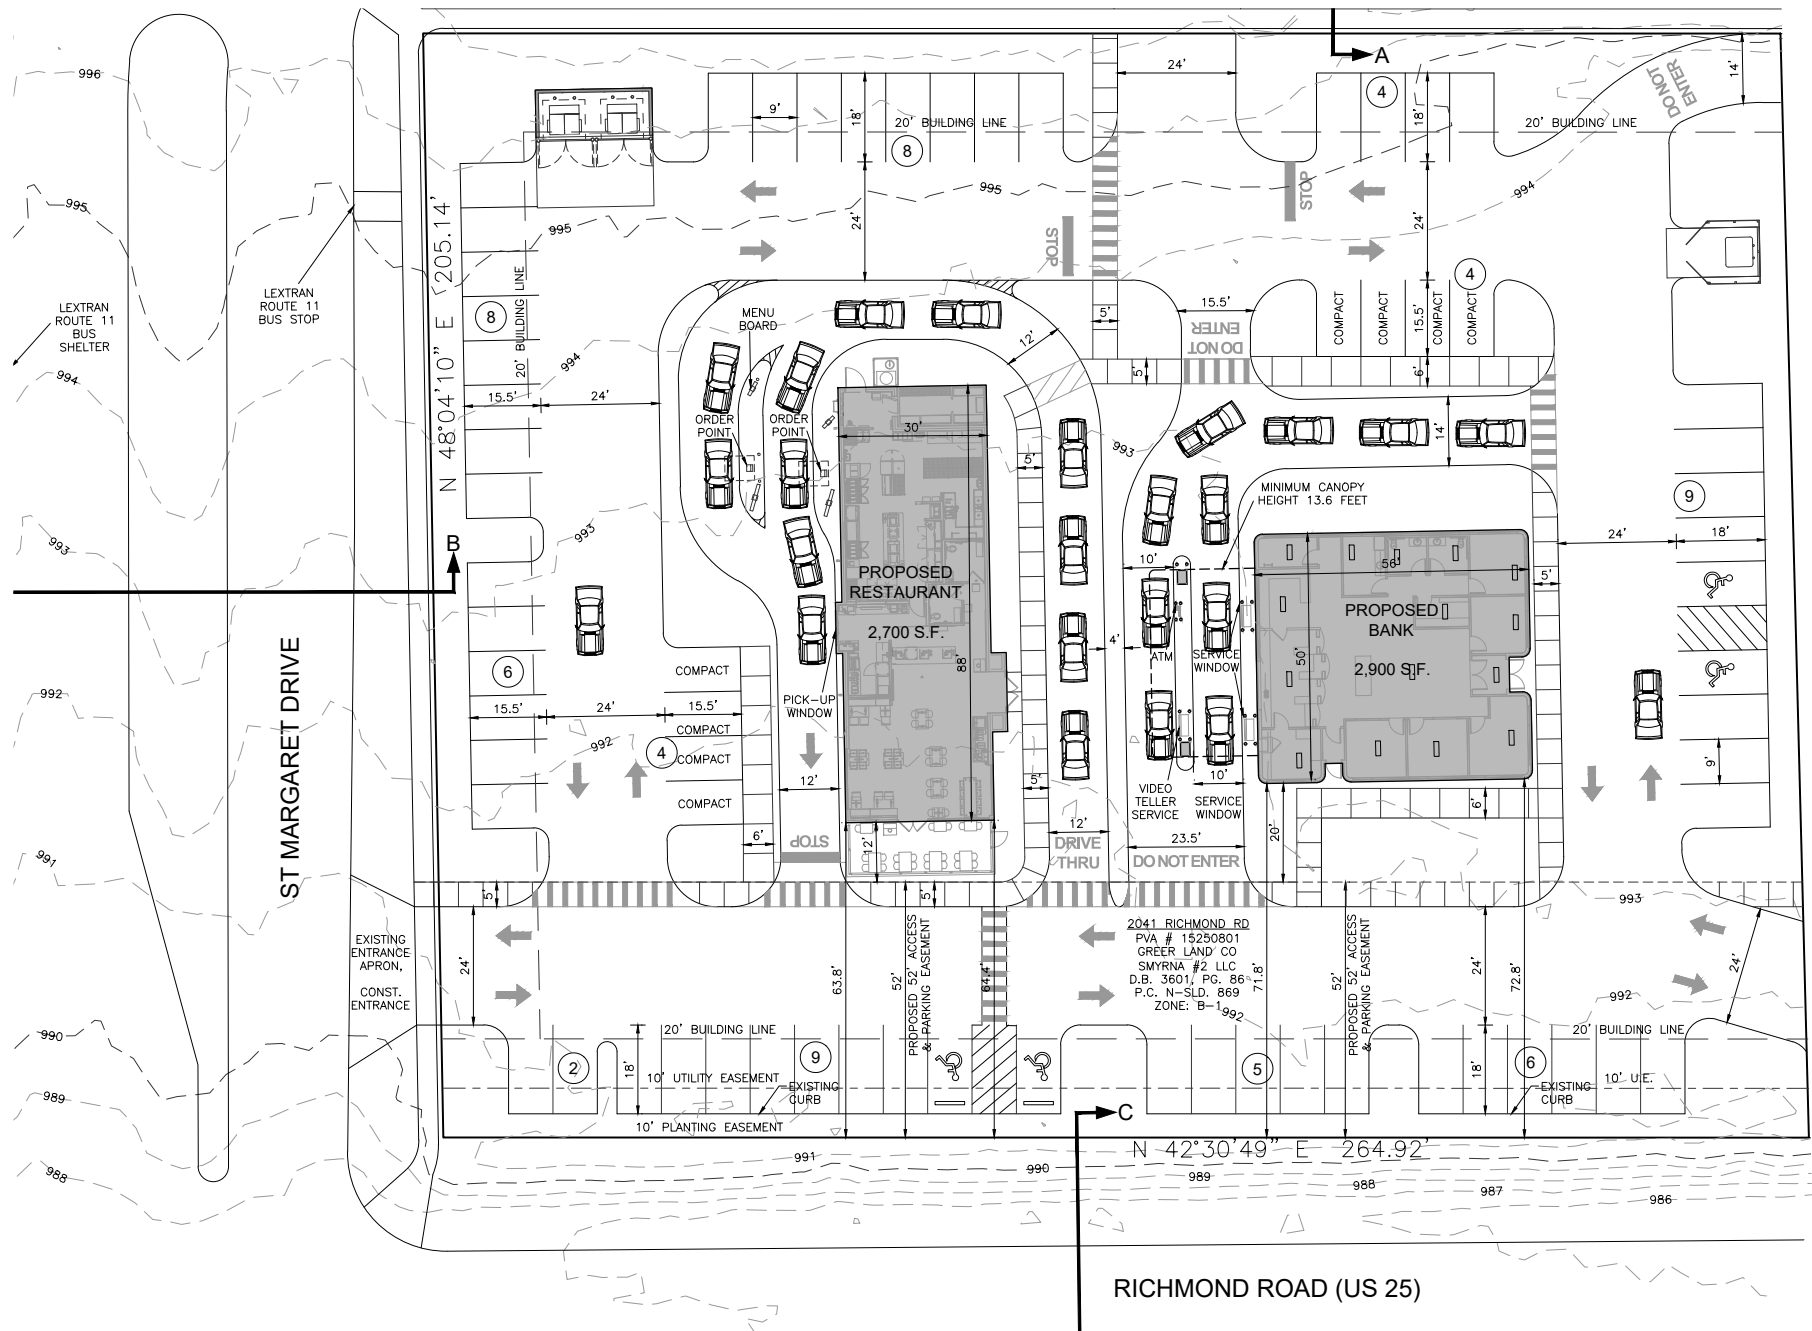 A
996
24'
4
14'
DO NOT
ENTER
9'
18'
20' BUILDING LINE
8
18'
20' BUILDING LINE
995
995
STOP
995
994
24'
STOP
24'
995
N 48°04'10" E 205.14'
LEXTRAN
ROUTE 11
BUS STOP
LEXTRAN
ROUTE 11
BUS
SHELTER
8
20' BUILDING LINE
MENU
BOARD
15.5'
DO NOT
ENTER
4
COMPACT
COMPACT
15.5'
COMPACT
COMPACT
5'
12'
5'
6'
994
994
15.5'
24'
ORDER
POINT
ORDER
POINT
30'
14'
993
5'
MINIMUM CANOPY
HEIGHT 13.6 FEET
9
993
993
B
24'
18'
10'
56'
5'
PROPOSED
RESTAURANT
2,700 S.F.
88'
PROPOSED
BANK
2,900 S.F.
50'
4'
ATM
SERVICE
WINDOW
ST MARGARET DRIVE
6
COMPACT
992
15.5'
24'
15.5'
PICK-UP
WINDOW
COMPACT
992
4
COMPACT
COMPACT
9'
12'
5'
10'
VIDEO
TELLER
SERVICE
SERVICE
WINDOW
6'
6'
STOP
12'
12'
DRIVE
THRU
23.5'
DO NOT ENTER
20'
991
5'
5'
993
EXISTING
ENTRANCE
APRON,
CONST.
ENTRANCE
24'
63.8'
52'
PROPOSED 52' ACCESS
& PARKING EASEMENT
64.4'
2041 RICHMOND RD
PVA # 15250801
GREER LAND CO
SMYRNA #2 LLC
D.B. 3601, PG. 86
P.C. N-SLD. 869
ZONE: B-1
71.8'
52'
PROPOSED 52' ACCESS
& PARKING EASEMENT
24'
72.8'
24'
992
992
990
20' BUILDING LINE
20' BUILDING LINE
2
18'
9
5
18'
6
10' UTILITY EASEMENT
EXISTING
CURB
EXISTING
CURB
10' U.E.
989
10' PLANTING EASEMENT
C
N 42°30'49" E 264.92'
988
991
990
989
988
987
986
RICHMOND ROAD (US 25)